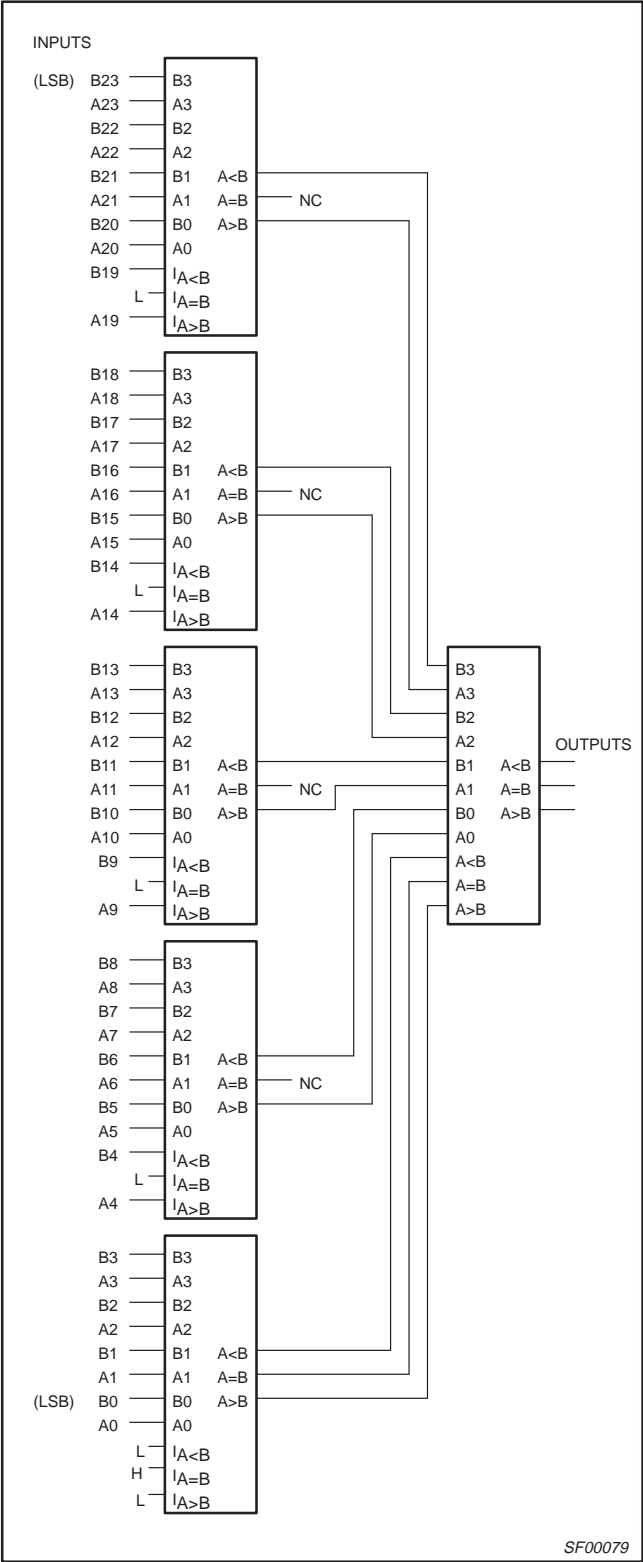 INPUTS
(LSB) B23 B3
A23 A3
B22 B2
A22 A2
B21 B1 A<B
A21 A1 A=B NC
B20 B0 A>B
A20 A0
B19 IA<B
L IA=B
A19 IA>B
B18 B3
A18 A3
B17 B2
A17 A2
B16 B1 A<B
A16 A1 A=B NC
B15 B0 A>B
A15 A0
B14 IA<B
L IA=B
A14 IA>B
B13 B3
A13 A3
B12 B2
A12 A2
B11 B1 A<B
A11 A1 A=B NC
B10 B0 A>B
A10 A0
B9 IA<B
L IA=B
A9 IA>B
B3
A3
B2
A2 OUTPUTS
B1 A<B
A1 A=B
B0 A>B
A0
A<B
A=B
A>B
B8 B3
A8 A3
B7 B2
A7 A2
B6 B1 A<B
A6 A1 A=B NC
B5 B0 A>B
A5 A0
B4 IA<B
L IA=B
A4 IA>B
B3 B3
A3 A3
B2 B2
A2 A2
B1 B1 A<B
A1 A1 A=B
(LSB) B0 B0 A>B
A0 A0
L IA<B
H IA=B
L IA>B
SF00079